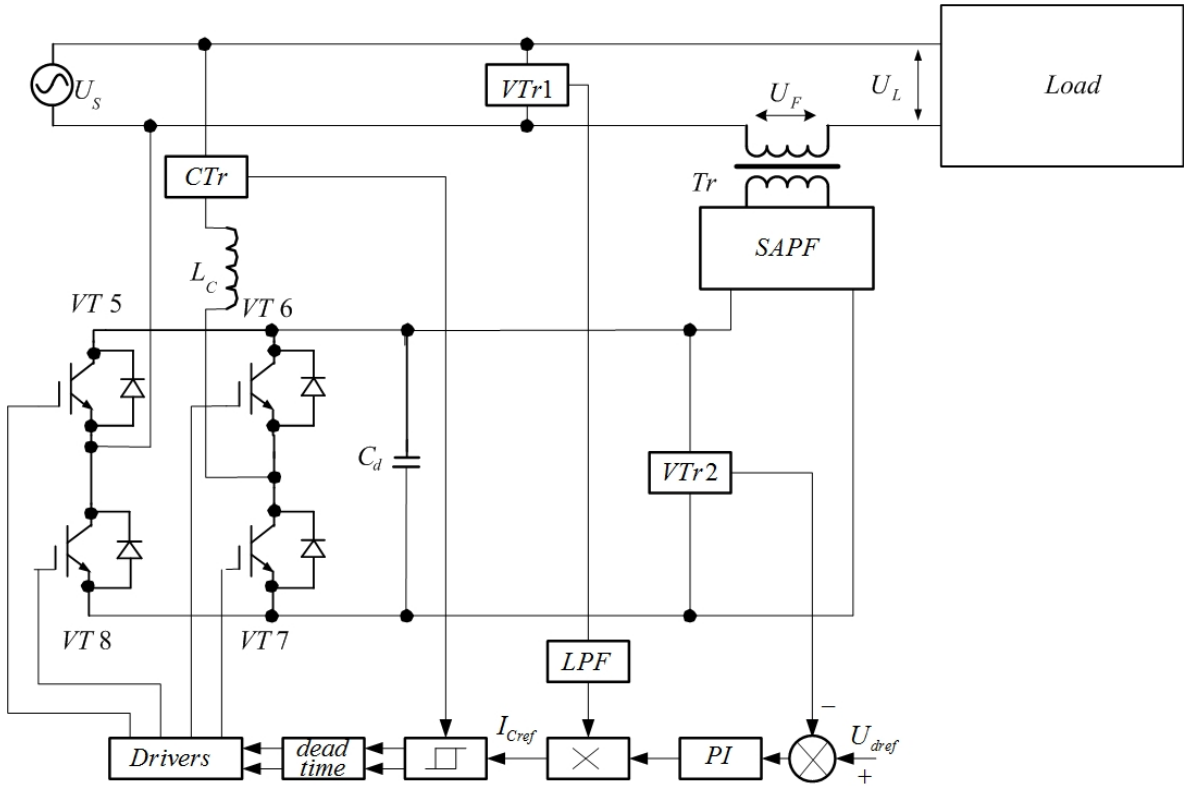 U_S
VTr1
U_L
Load
U_F
CTr
Tr
SAPF
L_C
VT 5
VT 6
C_d
VTr2
VT 8
VT 7
LPF
–
I_Cref
U_dref
Drivers
dead
time
×
PI
+